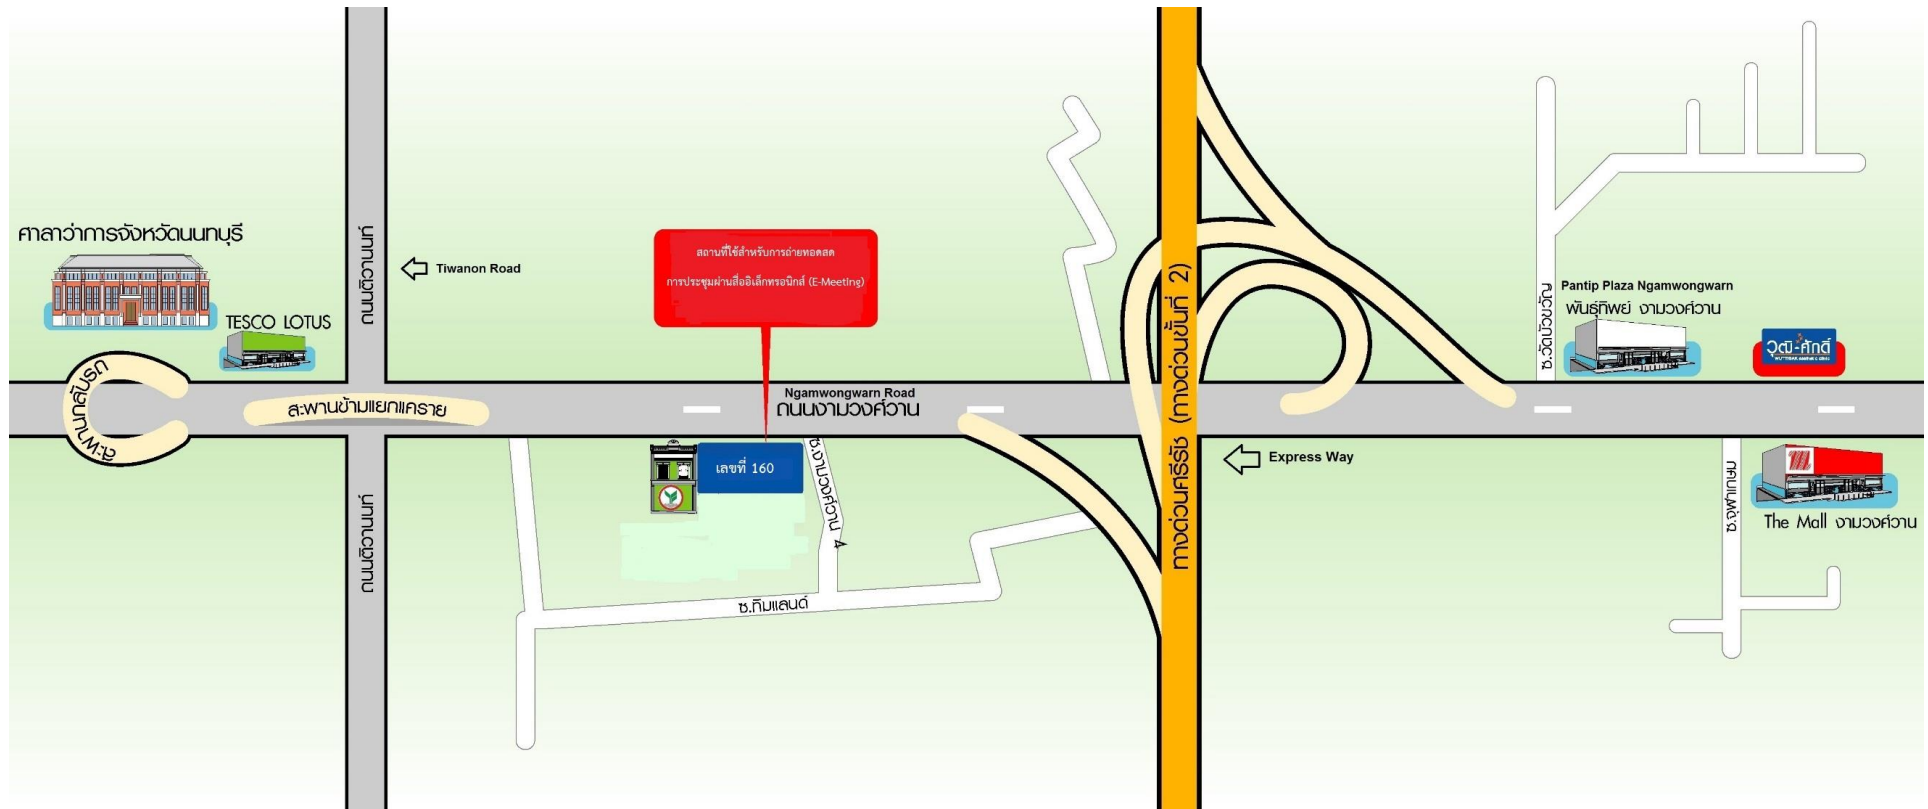 ศาลาว่าการจังหวัดนนทบุรี
TESCO LOTUS
สะพานกลับรถ
สะพานข้ามแยกแคราย
ถนนติวานนท์
Tiwanon Road
ถนนติวานนท์
สถานที่ใช้สำหรับการถ่ายทอดสด
การประชุมผ่านสื่ออิเล็กทรอนิกส์ (E-Meeting)
Ngamwongwarn Road
ถนนงามวงศ์วาน
เลขที่ 160
ซ.งามวงศ์วาน 4
ซ.ทิมแลนด์
ทางด่วนศรีรัช (ทางด่วนขั้นที่ 2)
Express Way
ซ.วัดบัวขวัญ
Pantip Plaza Ngamwongwarn
พันธุ์ทิพย์ งามวงศ์วาน
วุฒิ-ศักดิ์
ซ.จุฬาเกษม
The Mall งามวงศ์วาน